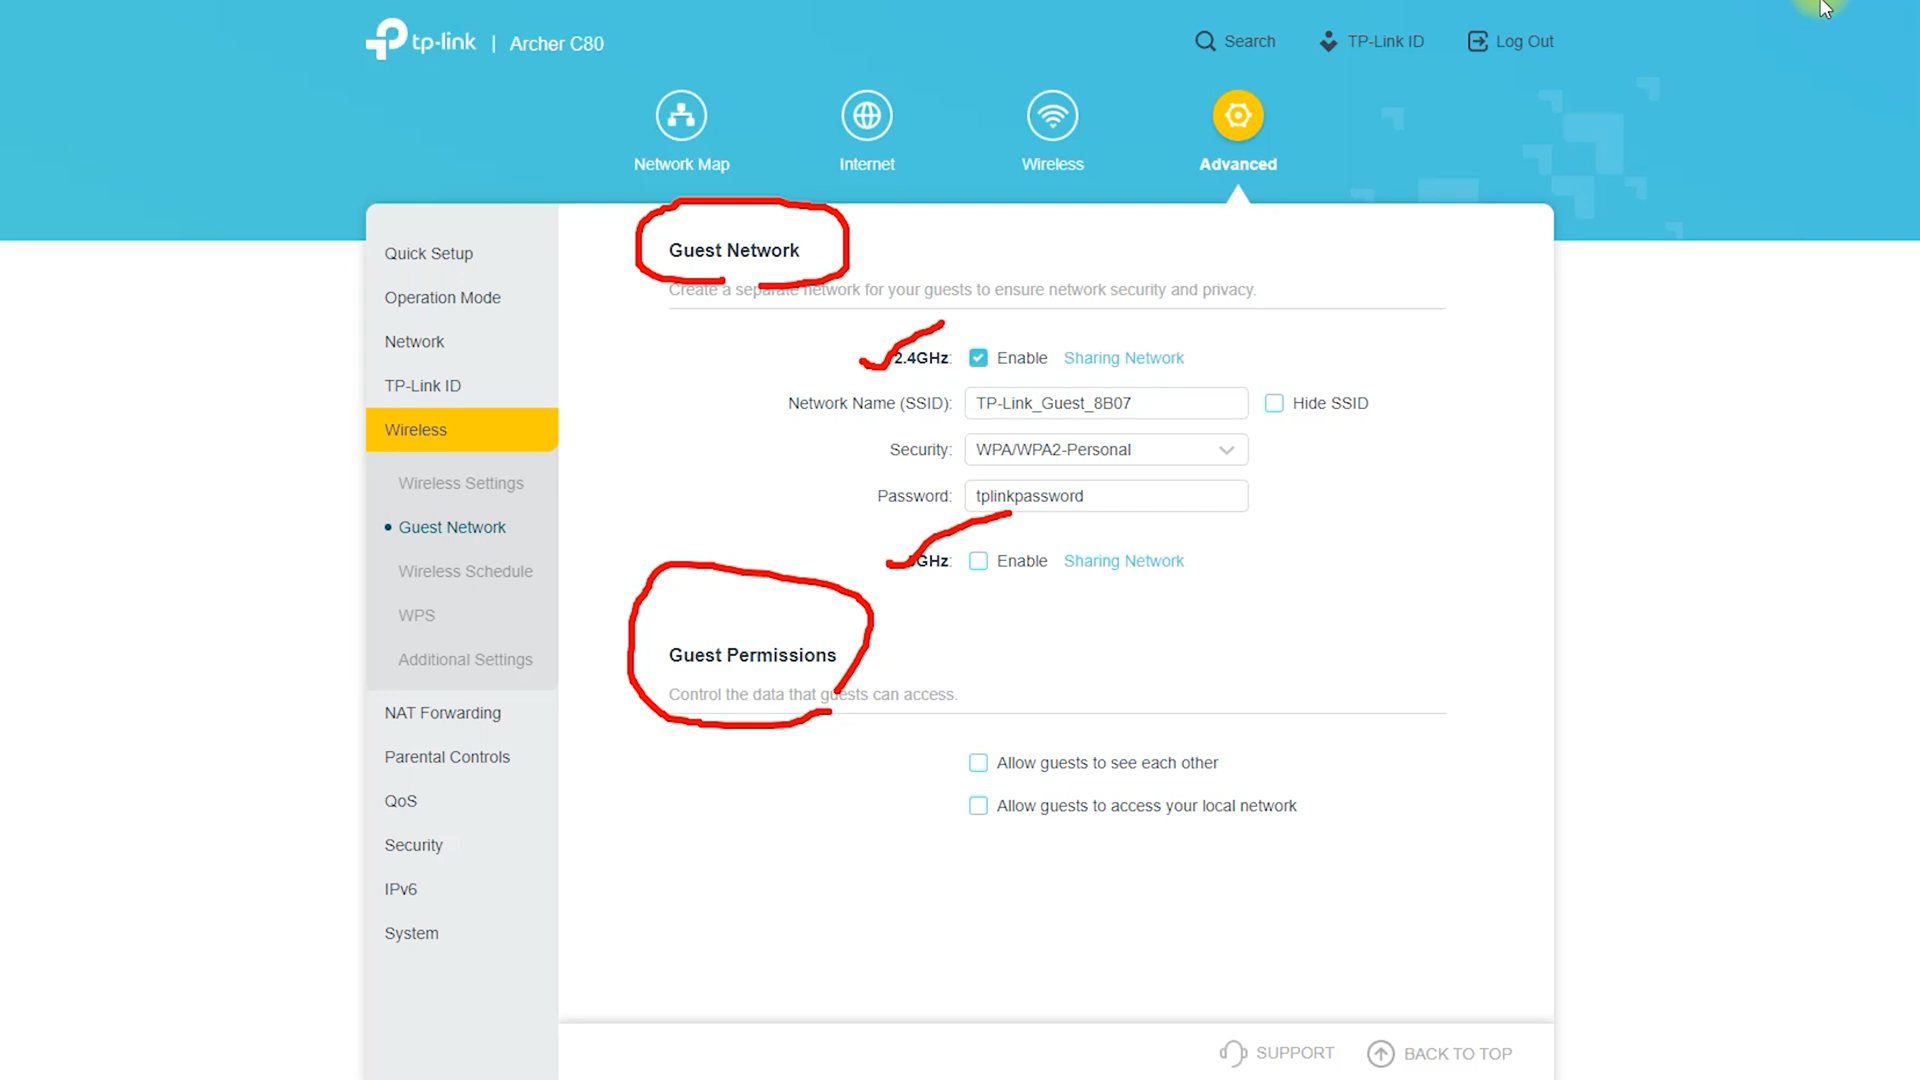 tp-link | Archer C80
Search
TP-Link ID
Log Out
Network Map
Internet
Wireless
Advanced
Quick Setup
Operation Mode
Network
TP-Link ID
Wireless
Wireless Settings
Guest Network
Wireless Schedule
WPS
Additional Settings
NAT Forwarding
Parental Controls
QoS
Security
IPv6
System
Guest Network
Create a separate network for your guests to ensure network security and privacy.
2.4GHz: Enable Sharing Network
Network Name (SSID): TP-Link_Guest_8B07 Hide SSID
Security: WPA/WPA2-Personal
Password: tplinkpassword
GHz: Enable Sharing Network
Guest Permissions
Control the data that guests can access.
Allow guests to see each other
Allow guests to access your local network
SUPPORT
BACK TO TOP